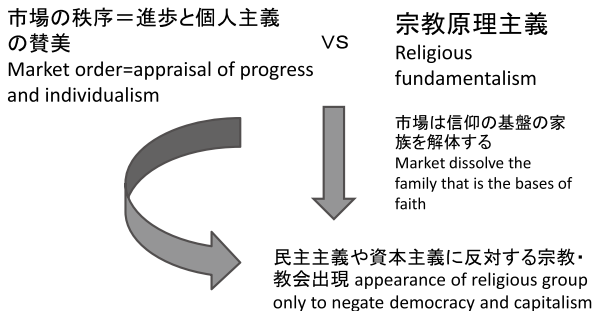 市場の秩序＝進歩と個人主義
の賛美
Market order=appraisal of progress
and individualism
VS
宗教原理主義
Religious
fundamentalism
市場は信仰の基盤の家
族を解体する
Market dissolve the
family that is the bases of
faith
民主主義や資本主義に反対する宗教・
教会出現 appearance of religious group
only to negate democracy and capitalism